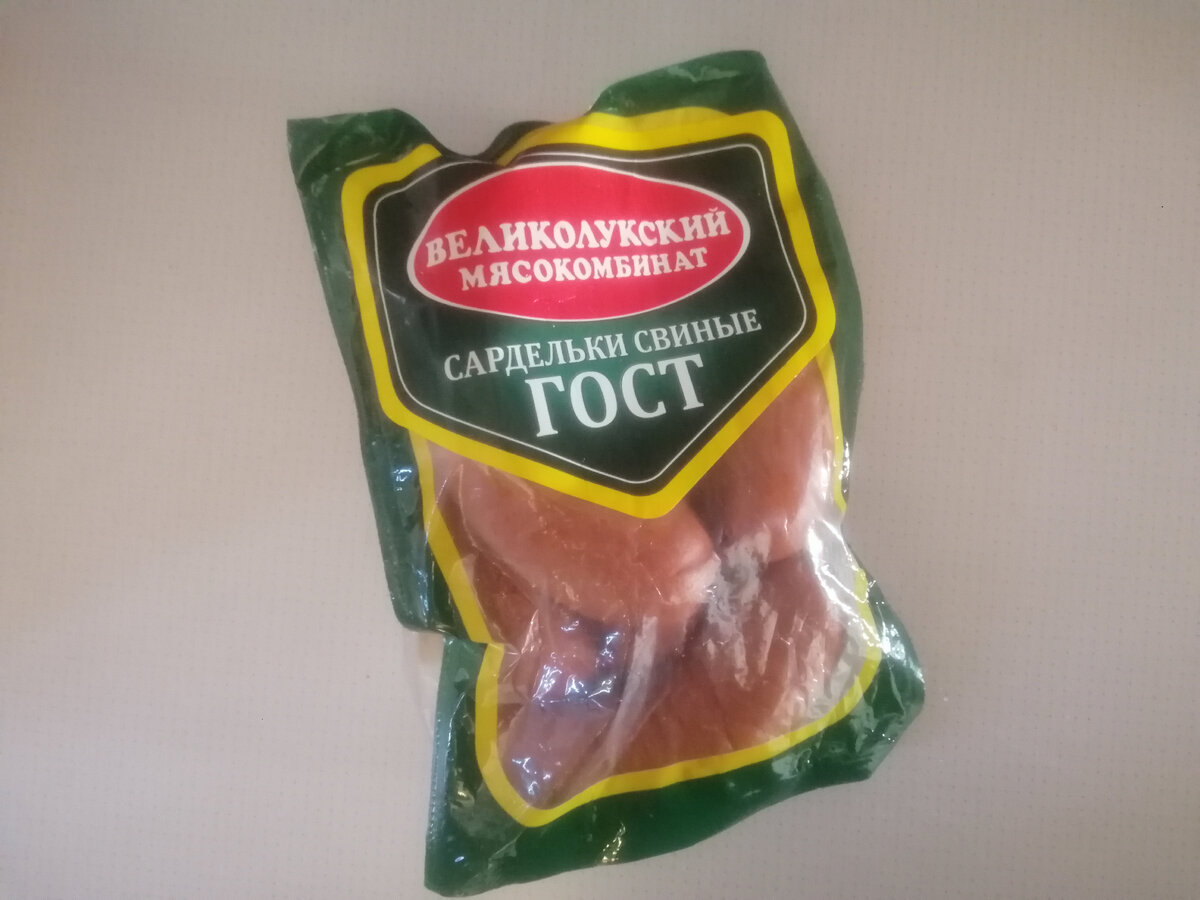 ВЕЛИКОЛУКСКИЙ
МЯСОКОМБИНАТ
САРДЕЛЬКИ СВИНЫЕ
ГОСТ